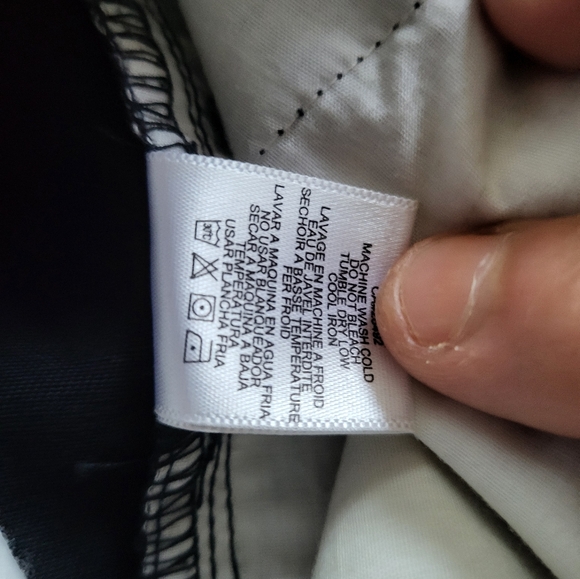 MACHINE WASH COLD
DO NOT BLEACH
TUMBLE DRY LOW
COOL IRON
LAVAGE EN MACHINE A FROID
EAU DE JAVEL INTERDITE
SECHOIR A BASSE TEMPERATURE
FER FROID
LAVAR A MAQUINA EN AGUA FRIA
NO USAR BLANQUEADOR
SECAR A MAQUINA A BAJA
TEMPERATURA
USAR PLANCHA FRIA
30°C